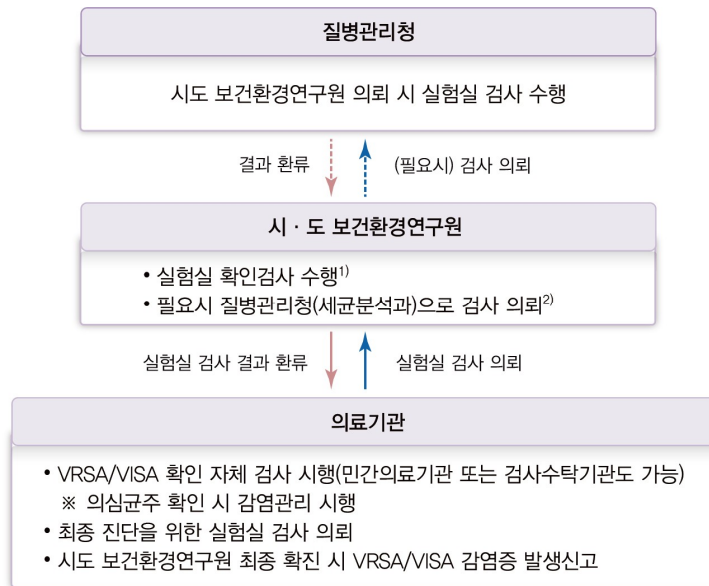 질병관리청
시도 보건환경연구원 의뢰 시 실험실 검사 수행
결과 환류
(필요시) 검사 의뢰
시 · 도 보건환경연구원
• 실험실 확인검사 수행1)
• 필요시 질병관리청(세균분석과)으로 검사 의뢰2)
실험실 검사 결과 환류
실험실 검사 의뢰
의료기관
• VRSA/VISA 확인 자체 검사 시행(민간의료기관 또는 검사수탁기관도 가능)
※ 의심균주 확인 시 감염관리 시행
• 최종 진단을 위한 실험실 검사 의뢰
• 시도 보건환경연구원 최종 확진 시 VRSA/VISA 감염증 발생신고